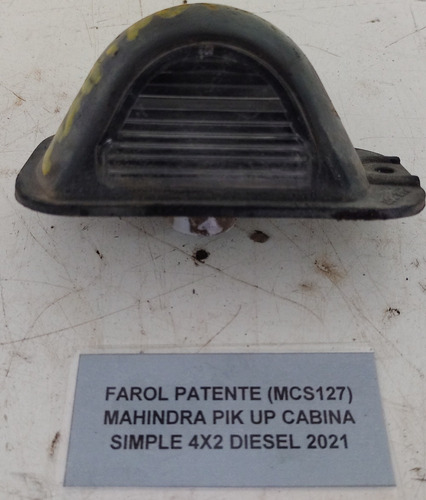 FAROL PATENTE (MCS127)
MAHINDRA PIK UP CABINA
SIMPLE 4X2 DIESEL 2021